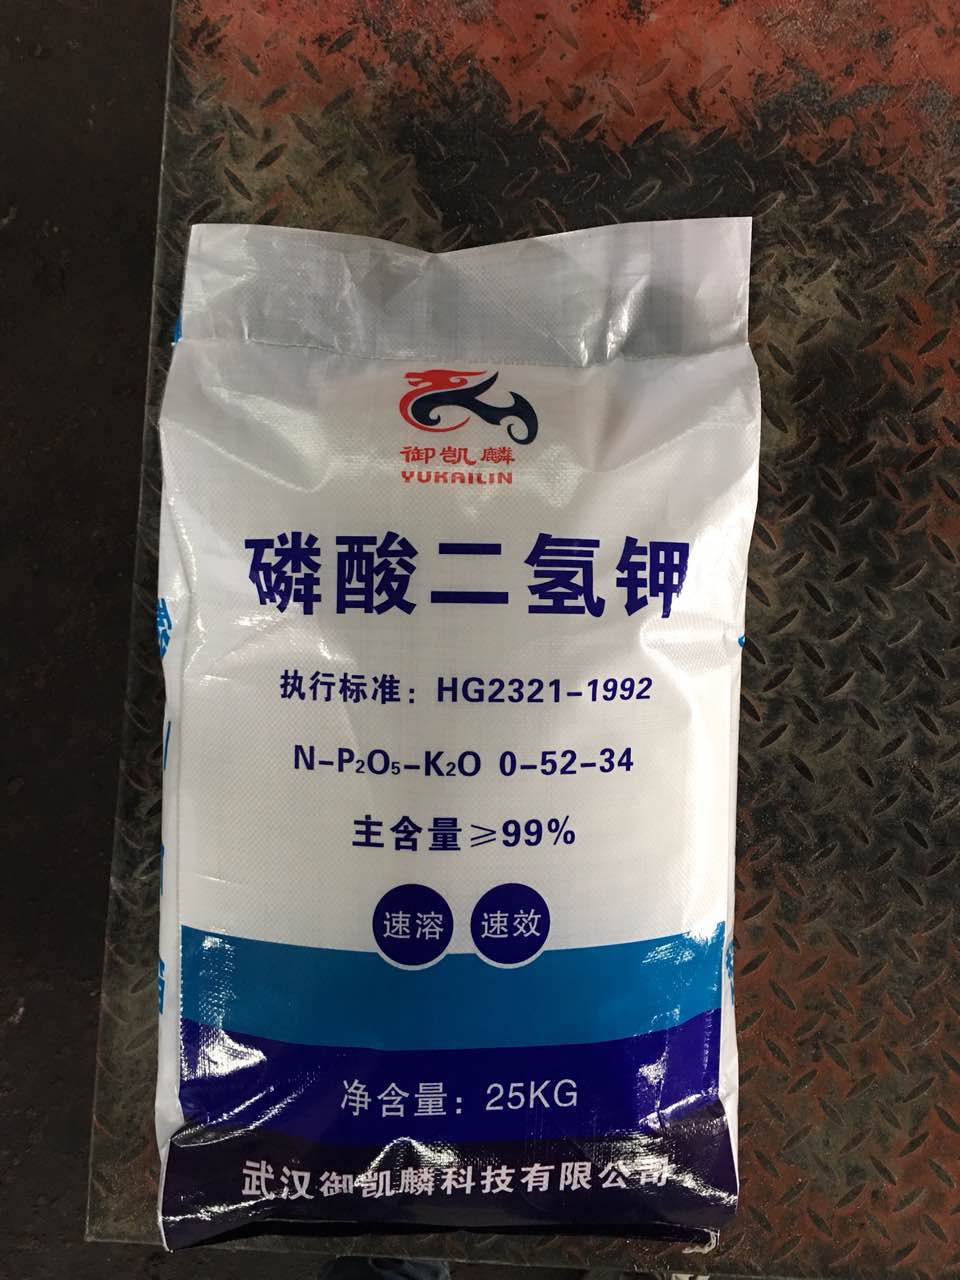 御凯麟
YUKAILIN
磷酸二氢钾
执行标准：HG2321-1992
N-P₂O₅-K₂O 0-52-34
主含量≥99%
速溶 速效
净含量：25KG
武汉御凯麟科技有限公司